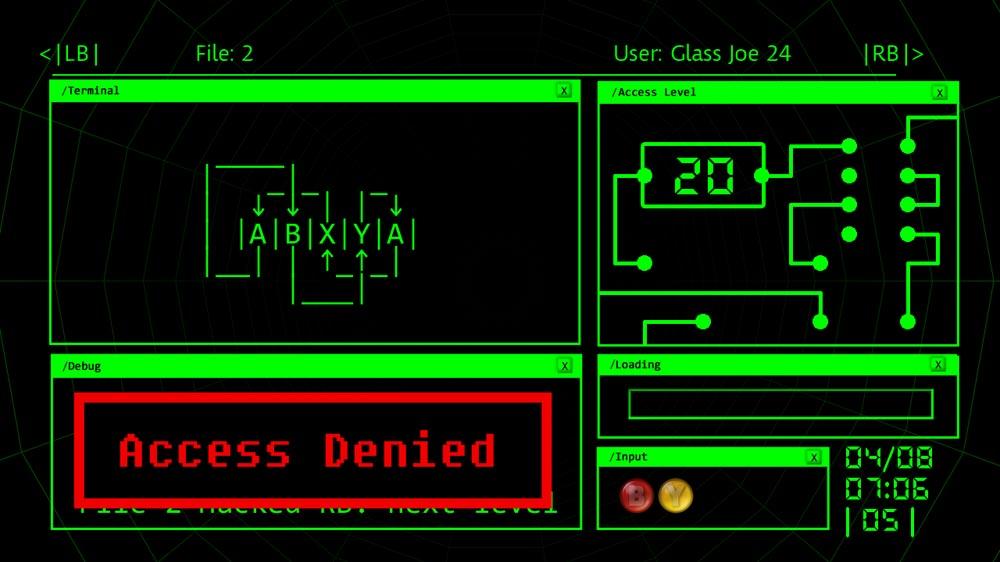 <|LB| File: 2 User: Glass Joe 24 |RB|>
/Terminal X
|A|B|X|Y|A|
/Access Level X
20
/Debug X
Access Denied
File 2 hacked RB: next level
/Loading X
/Input X
B Y
04/08
07:06
|05|